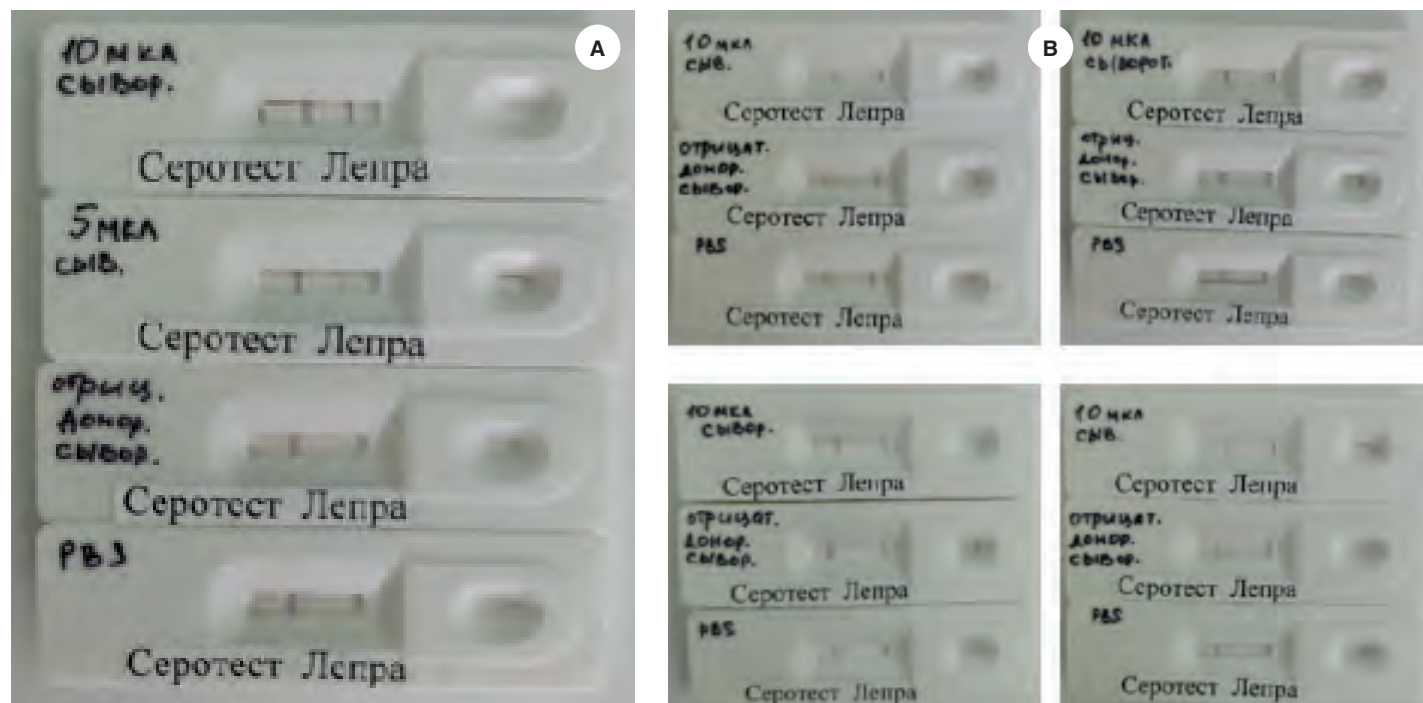 A
10 МКЛ
СЫВОР.
Серотест Лепра
5 МКЛ
СЫВ.
Серотест Лепра
отриц.
Донор.
СЫВОР.
Серотест Лепра
PBS
Серотест Лепра
B
10 МКЛ
СЫВ.
Серотест Лепра
ОТРИЦАТ.
ДОНОР.
СЫВОР.
Серотест Лепра
PBS
Серотест Лепра
10 МКЛ
СЫВОРОТ.
Серотест Лепра
отриц.
Донор.
СЫВОР.
Серотест Лепра
PBS
Серотест Лепра
10 МКЛ
СЫВОР.
Серотест Лепра
ОТРИЦАТ.
ДОНОР.
СЫВОР.
Серотест Лепра
PBS
Серотест Лепра
10 МКЛ
СЫВ.
Серотест Лепра
ОТРИЦАТ.
ДОНОР.
СЫВОР.
Серотест Лепра
PBS
Серотест Лепра